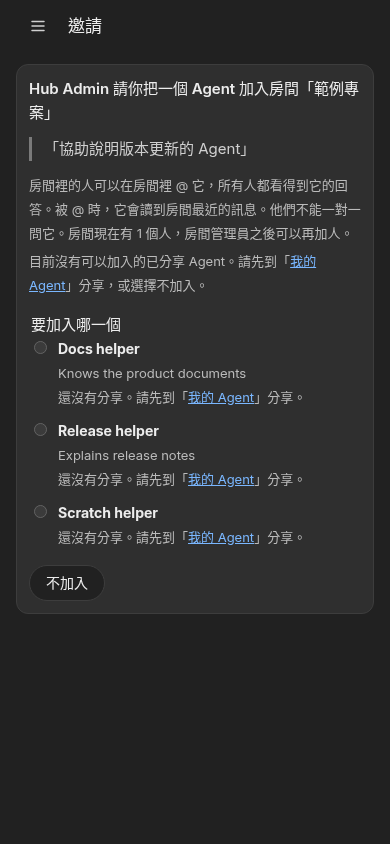 邀請
Hub Admin 請你把一個 Agent 加入房間「範例專
案」
「協助說明版本更新的 Agent」
房間裡的人可以在房間裡 @ 它，所有人都看得到它的回
答。被 @ 時，它會讀到房間最近的訊息。他們不能一對一
問它。房間現在有 1 個人，房間管理員之後可以再加人。
目前沒有可以加入的已分享 Agent。請先到「我的
Agent」分享，或選擇不加入。
要加入哪一個
Docs helper
Knows the product documents
還沒有分享。請先到「我的 Agent」分享。
Release helper
Explains release notes
還沒有分享。請先到「我的 Agent」分享。
Scratch helper
還沒有分享。請先到「我的 Agent」分享。
不加入